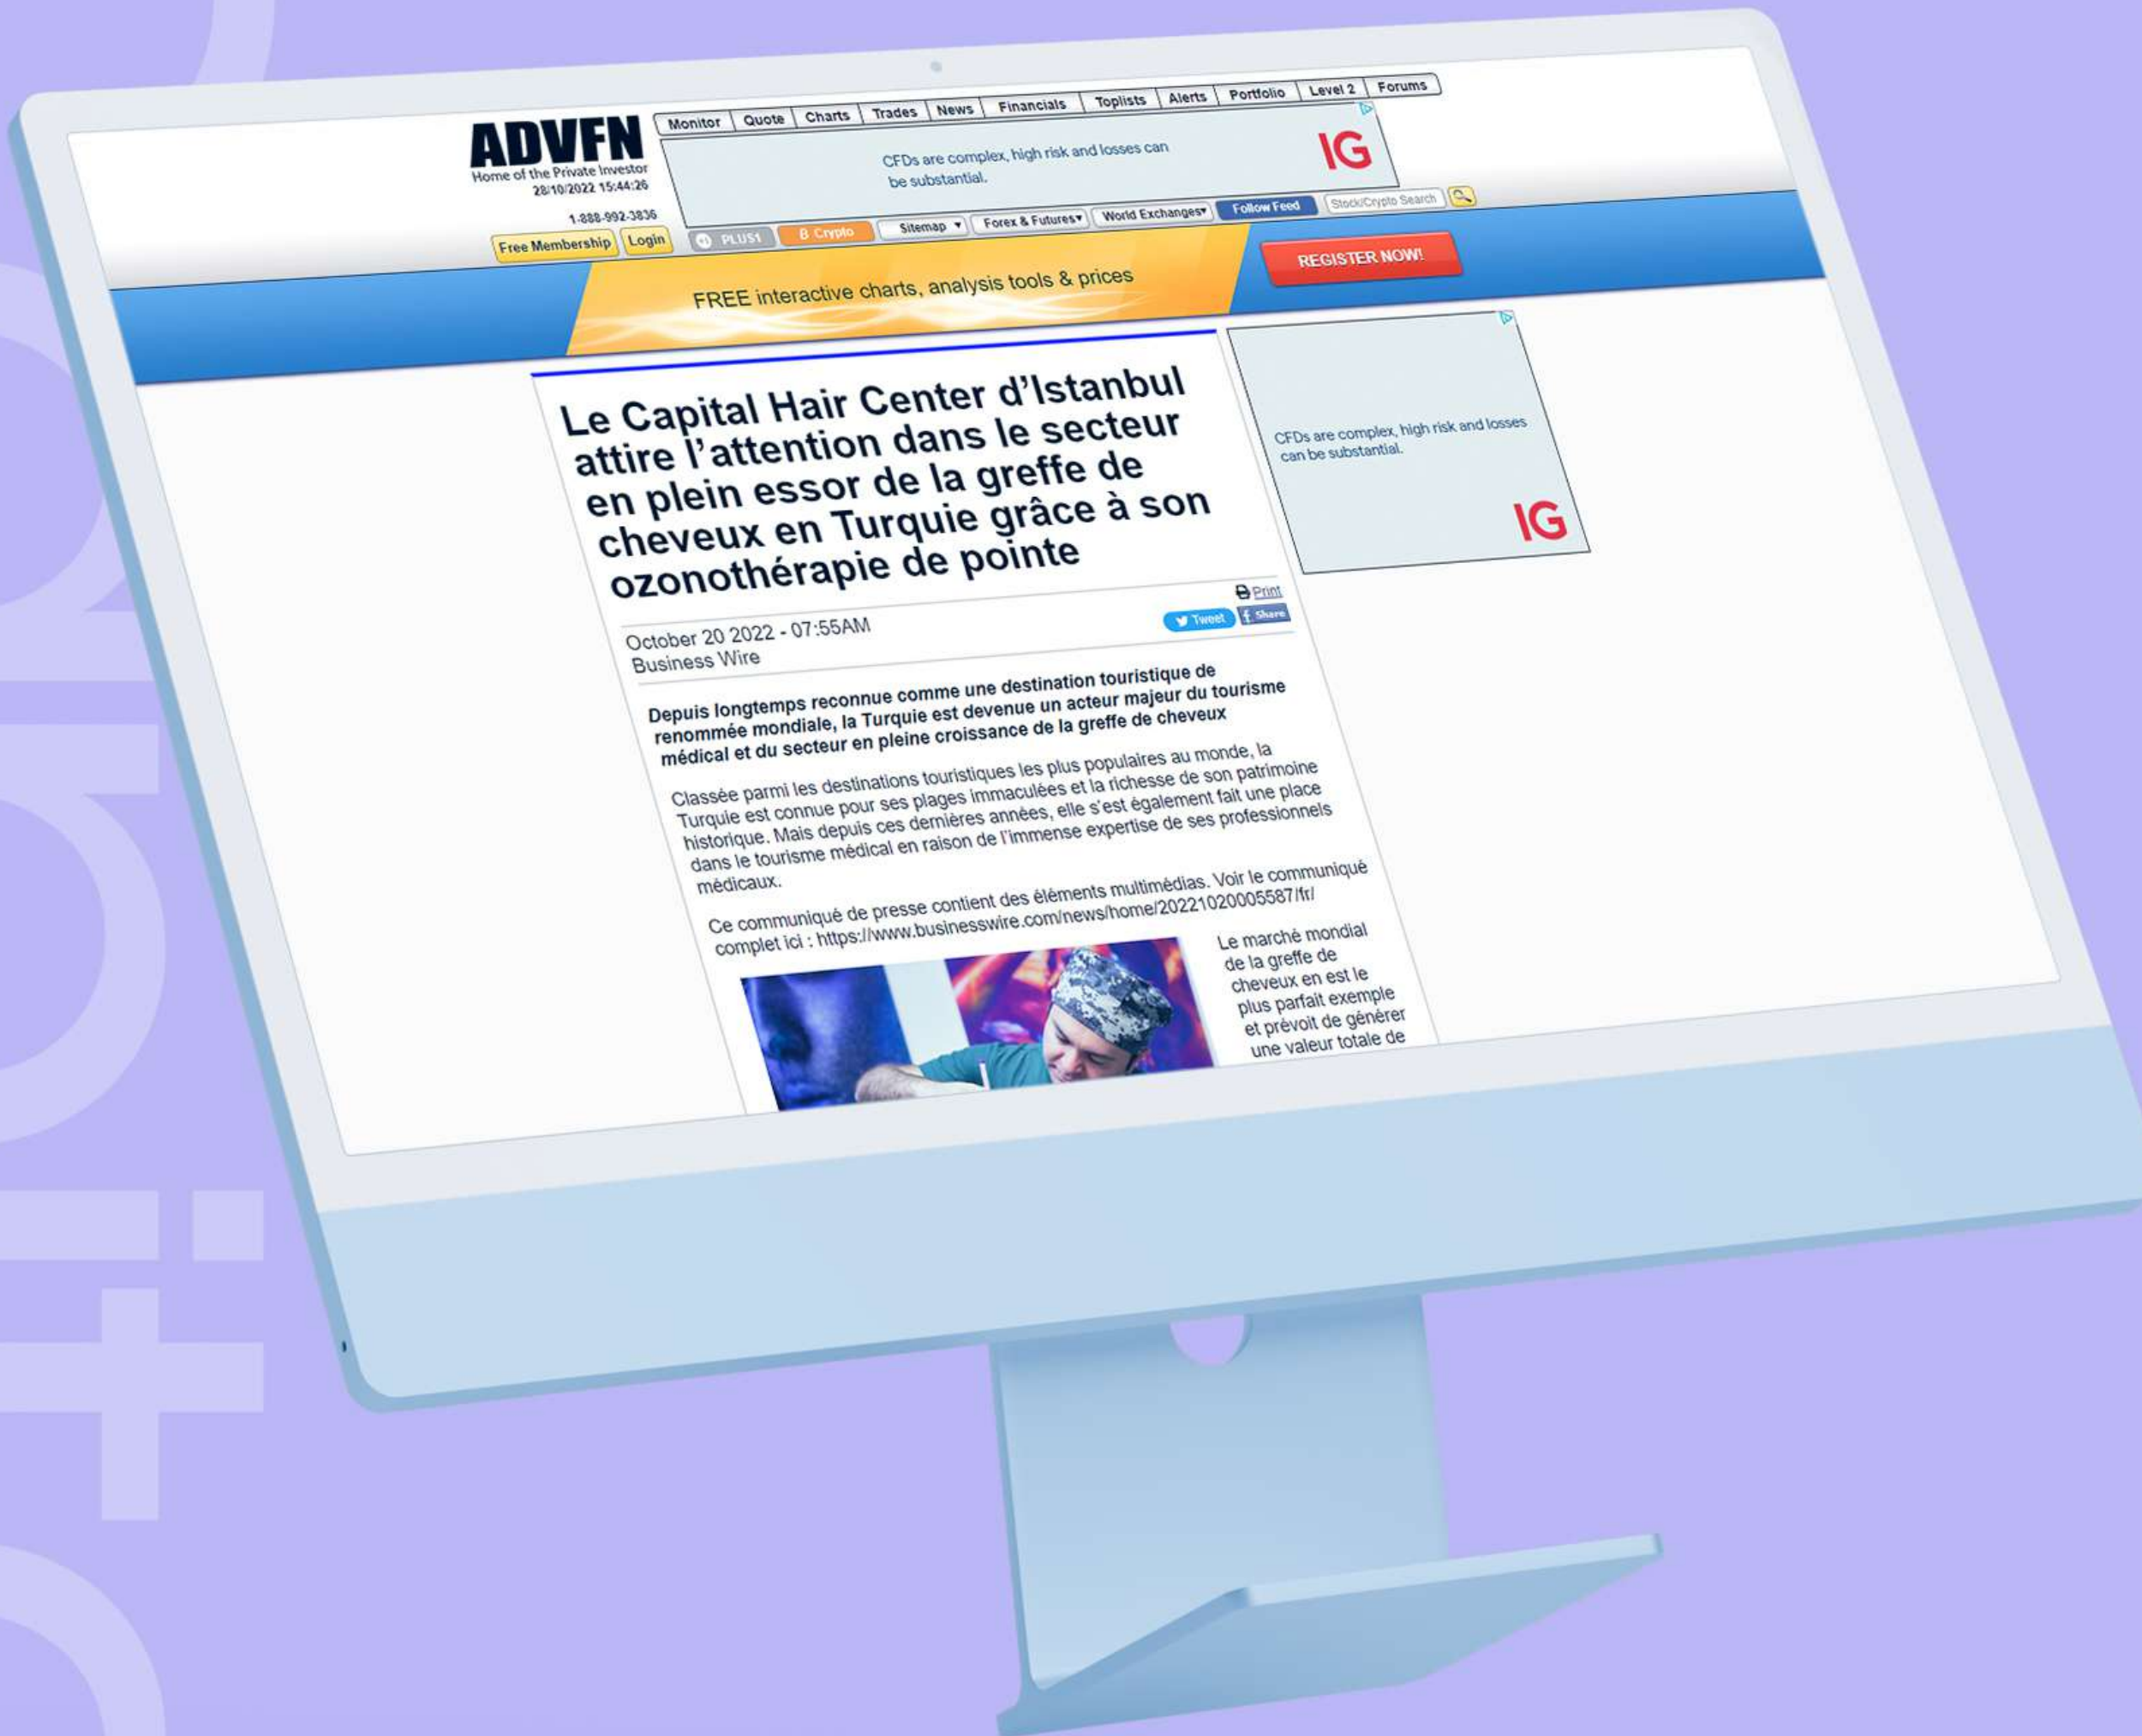 ADVFN
Home of the Private Investor
28/10/2022 15:44:26
1-888-992-3836
Free Membership Login
Monitor Quote Charts Trades News Financials Toplists Alerts Portfolio Level 2 Forums
CFDs are complex, high risk and losses can
be substantial.
IG
PLUS1 B Crypto Sitemap Forex & Futures World Exchanges Follow Feed Stock/Crypto Search
FREE interactive charts, analysis tools & prices
REGISTER NOW!
Le Capital Hair Center d’Istanbul
attire l’attention dans le secteur
en plein essor de la greffe de
cheveux en Turquie grâce à son
ozonothérapie de pointe
Print
October 20 2022 - 07:55AM
Tweet Share
Business Wire
Depuis longtemps reconnue comme une destination touristique de
renommée mondiale, la Turquie est devenue un acteur majeur du tourisme
médical et du secteur en pleine croissance de la greffe de cheveux
Classée parmi les destinations touristiques les plus populaires au monde, la
Turquie est connue pour ses plages immaculées et la richesse de son patrimoine
historique. Mais depuis ces dernières années, elle s’est également fait une place
dans le tourisme médical en raison de l’immense expertise de ses professionnels
médicaux.
Ce communiqué de presse contient des éléments multimédias. Voir le communiqué
complet ici : https://www.businesswire.com/news/home/20221020005587/fr/
Le marché mondial
de la greffe de
cheveux en est le
plus parfait exemple
et prévoit de générer
une valeur totale de
CFDs are complex, high risk and losses
can be substantial.
IG